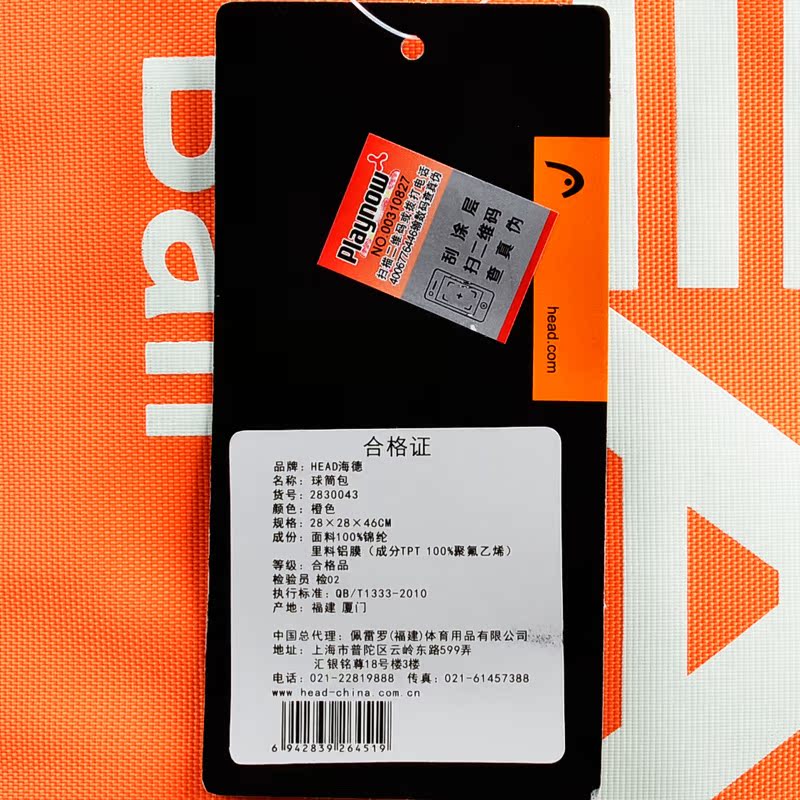 Ball
Playnow
NO.00310827
扫描二维码或拨打电话
4006776446输数码查真伪
刮涂层
扫二维码
查真伪
head.com
合格证
品牌：HEAD海德
名称：球筒包
货号：2830043
颜色：橙色
规格：28×28×46CM
成份：面料100%锦纶
里料铝膜（成分TPT 100%聚氟乙烯）
等级：合格品
检验员 检02
执行标准：QB/T1333-2010
产地：福建 厦门
中国总代理：佩雷罗(福建)体育用品有限公司
地址：上海市普陀区云岭东路599弄
汇银铭尊18号楼3楼
电话：021-22819888 传真：021-61457388
www.head-china.com.cn
6 942839 264519